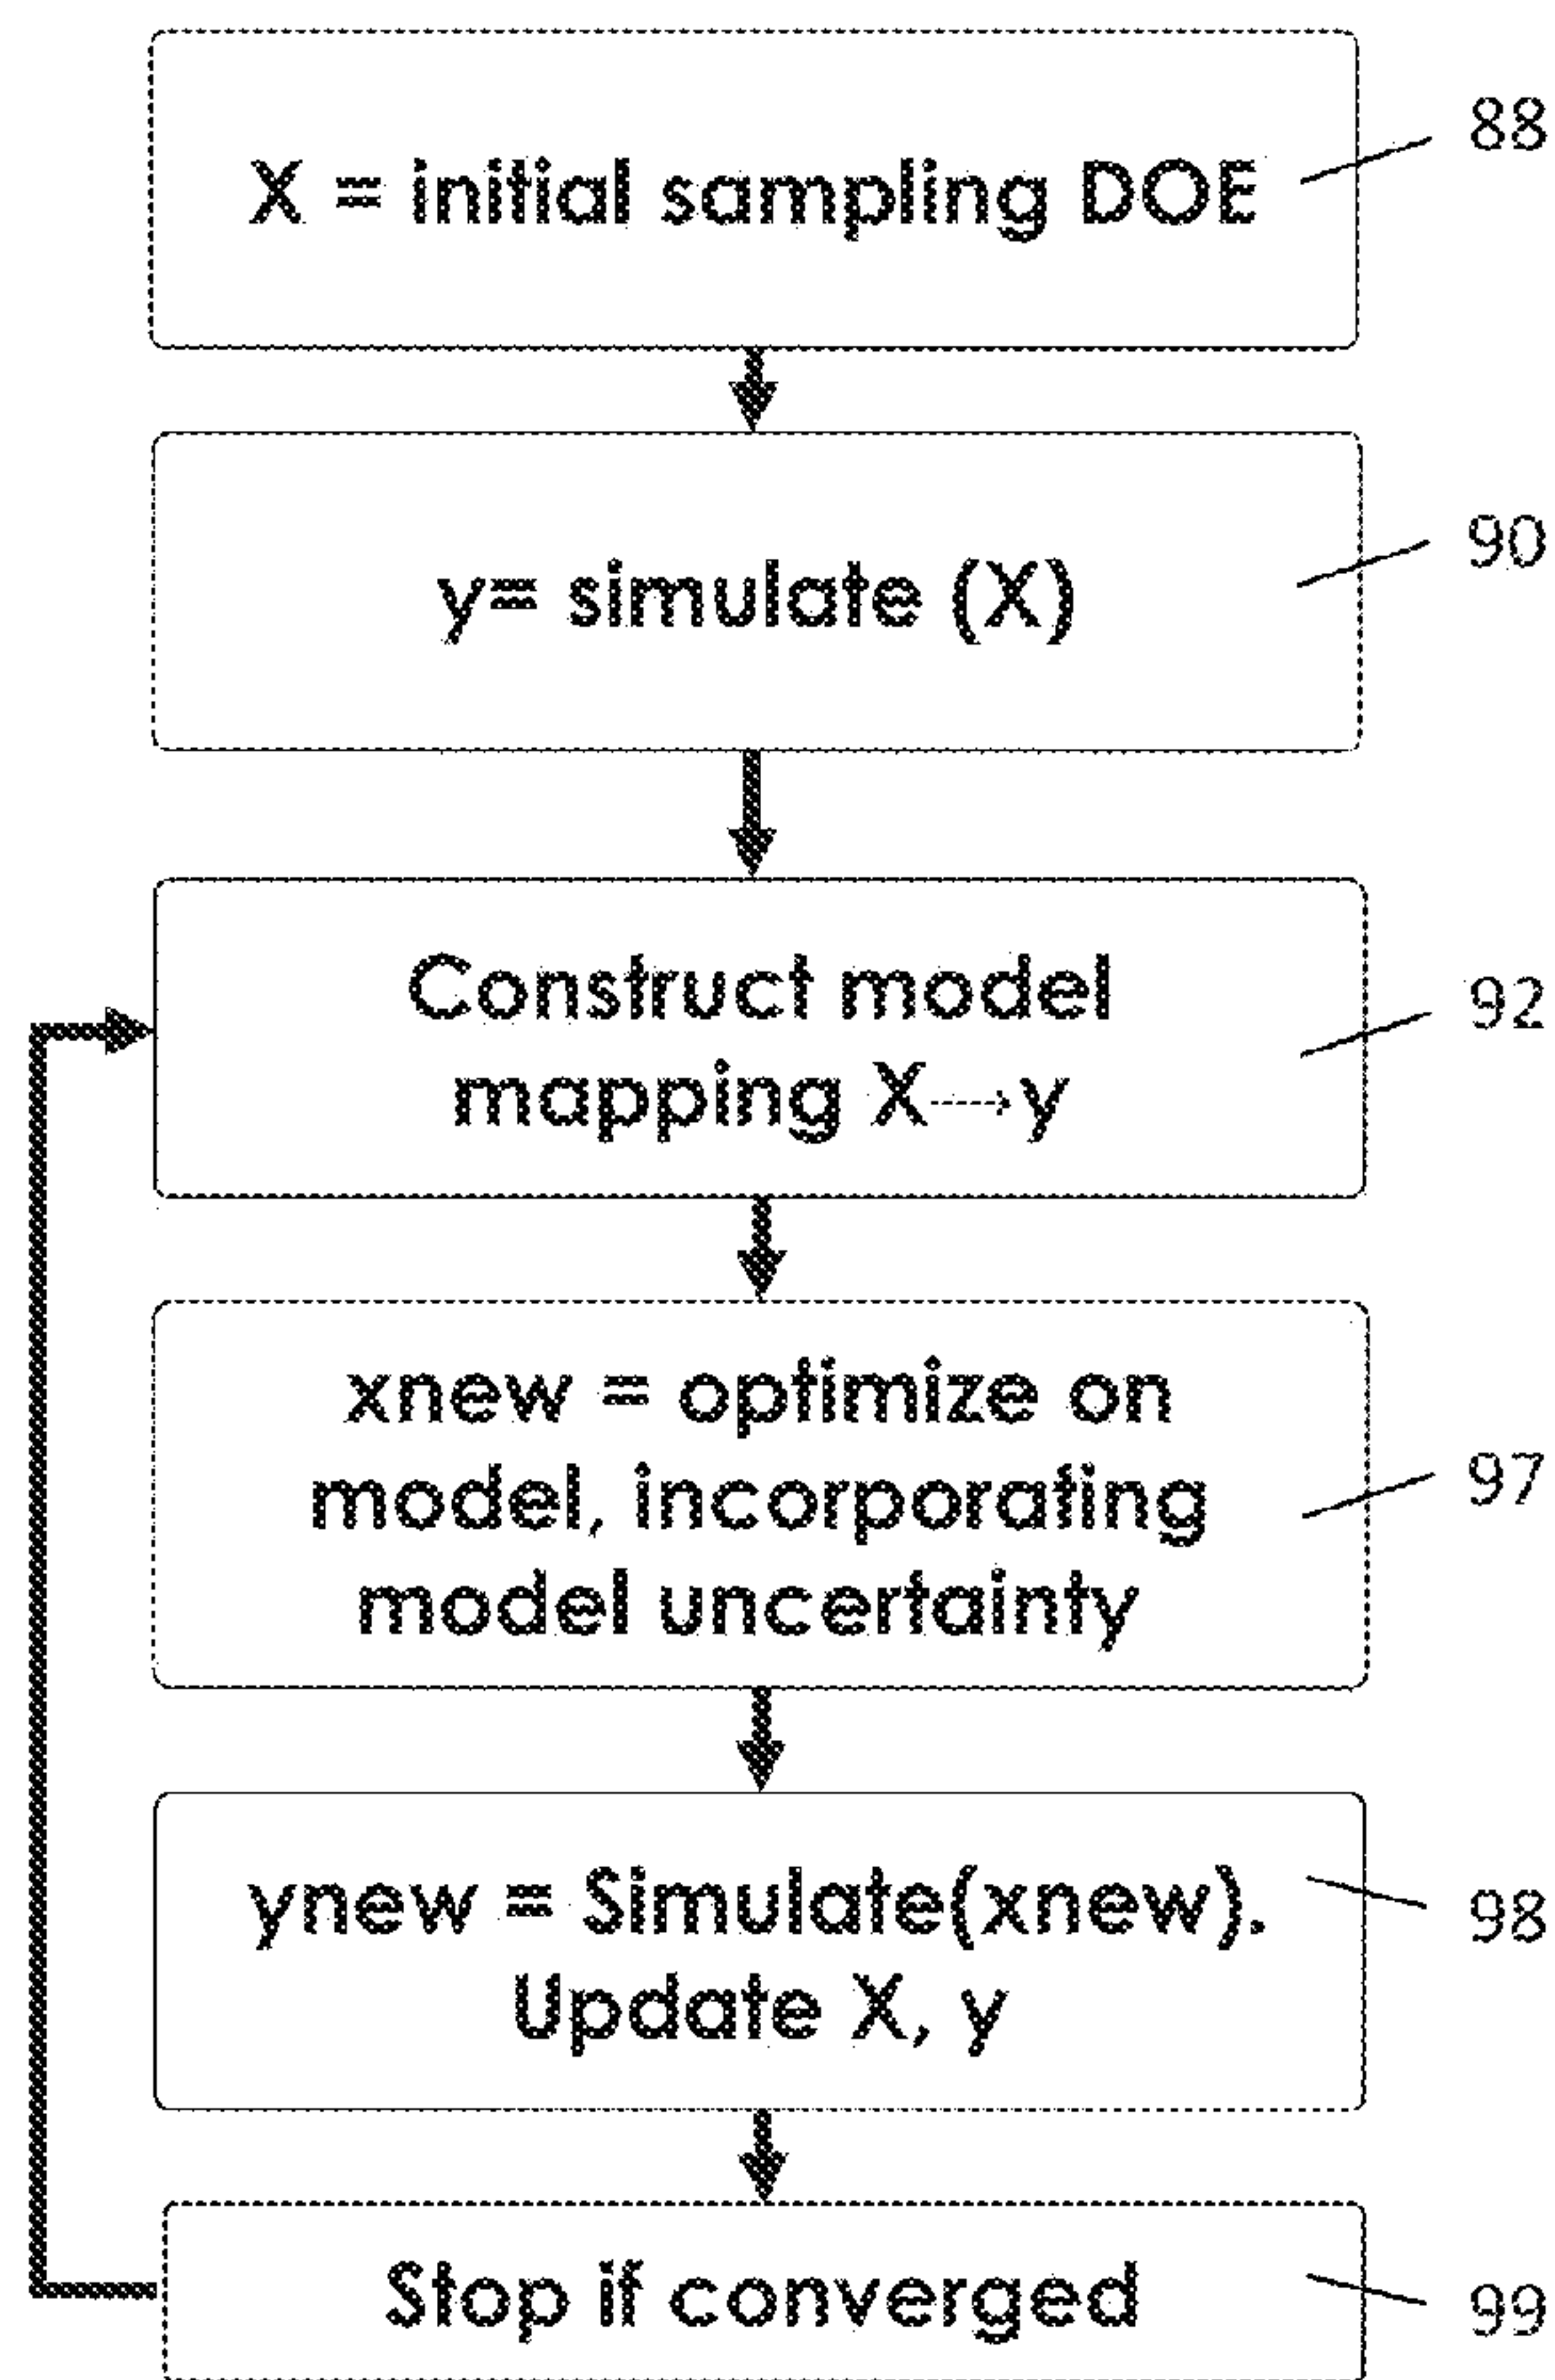 X = initial sampling DOE
88
y= simulate (X)
90
Construct model
mapping X→y
92
xnew = optimize on
model, incorporating
model uncertainty
97
ynew = Simulate(xnew).
Update X, y
98
Stop if converged
99